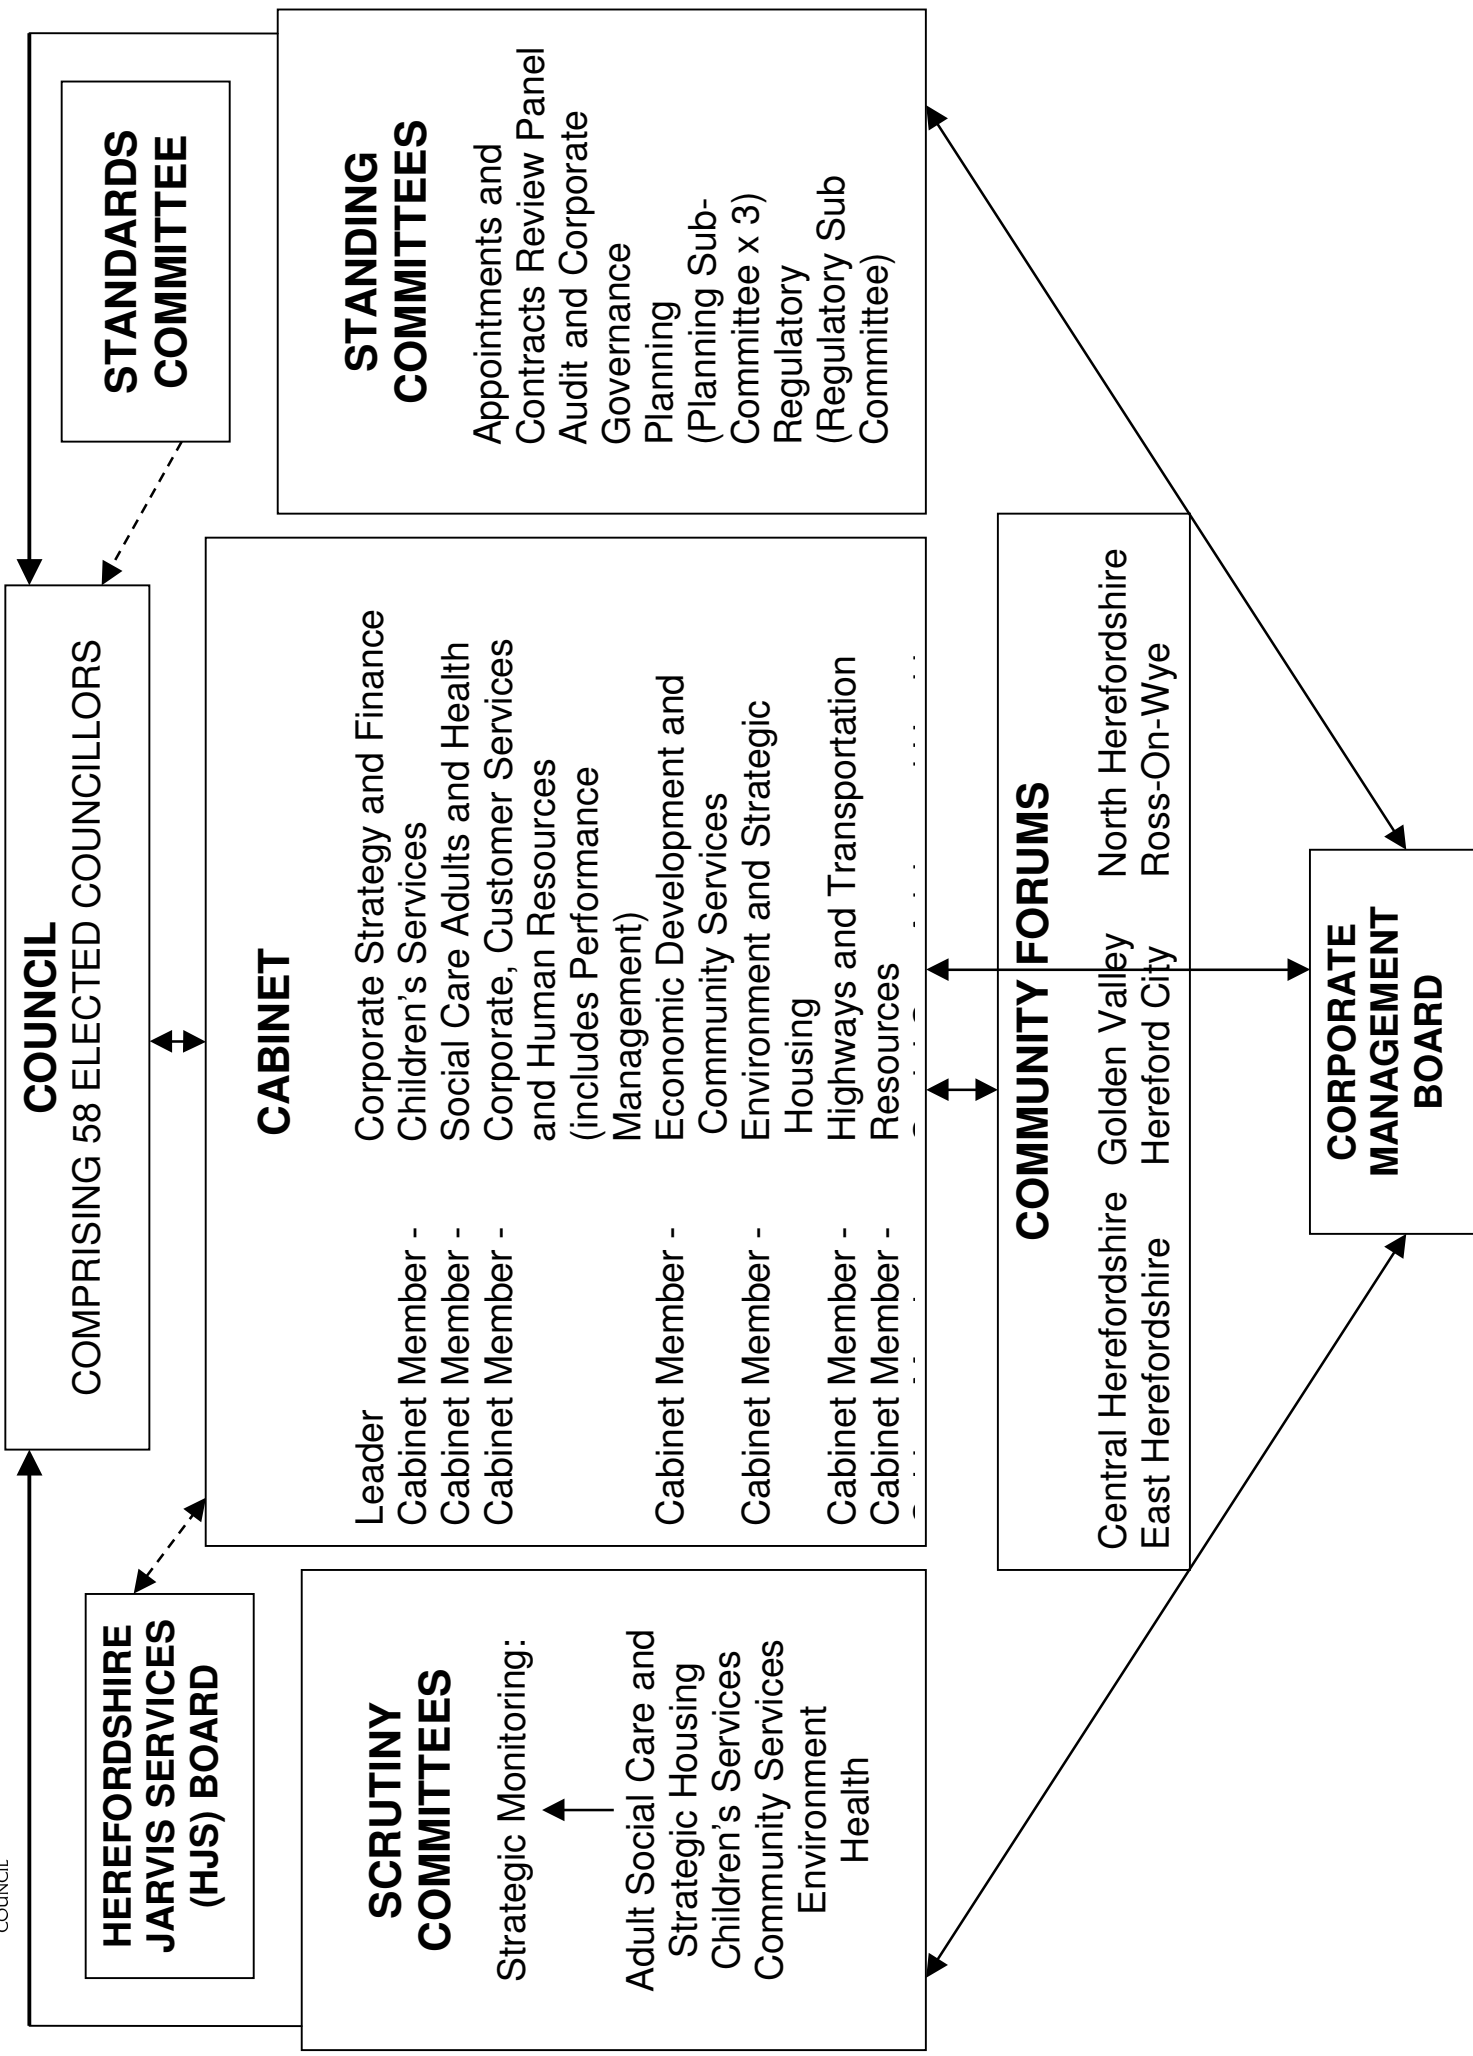 COUNCIL
COUNCIL
COMPRISING 58 ELECTED COUNCILLORS
HEREFORDSHIRE
JARVIS SERVICES
(HJS) BOARD
STANDARDS
COMMITTEE
SCRUTINY
COMMITTEES
Strategic Monitoring:
Adult Social Care and
Strategic Housing
Children's Services
Community Services
Environment
Health
CABINET
Leader Corporate Strategy and Finance
Cabinet Member - Children's Services
Cabinet Member - Social Care Adults and Health
Cabinet Member - Corporate, Customer Services
and Human Resources
(includes Performance
Management)
Cabinet Member - Economic Development and
Community Services
Cabinet Member - Environment and Strategic
Housing
Cabinet Member - Highways and Transportation
Cabinet Member - Resources
STANDING
COMMITTEES
Appointments and
Contracts Review Panel
Audit and Corporate
Governance
Planning
(Planning Sub-
Committee x 3)
Regulatory
(Regulatory Sub
Committee)
COMMUNITY FORUMS
Central Herefordshire Golden Valley North Herefordshire
East Herefordshire Hereford City Ross-On-Wye
CORPORATE
MANAGEMENT
BOARD